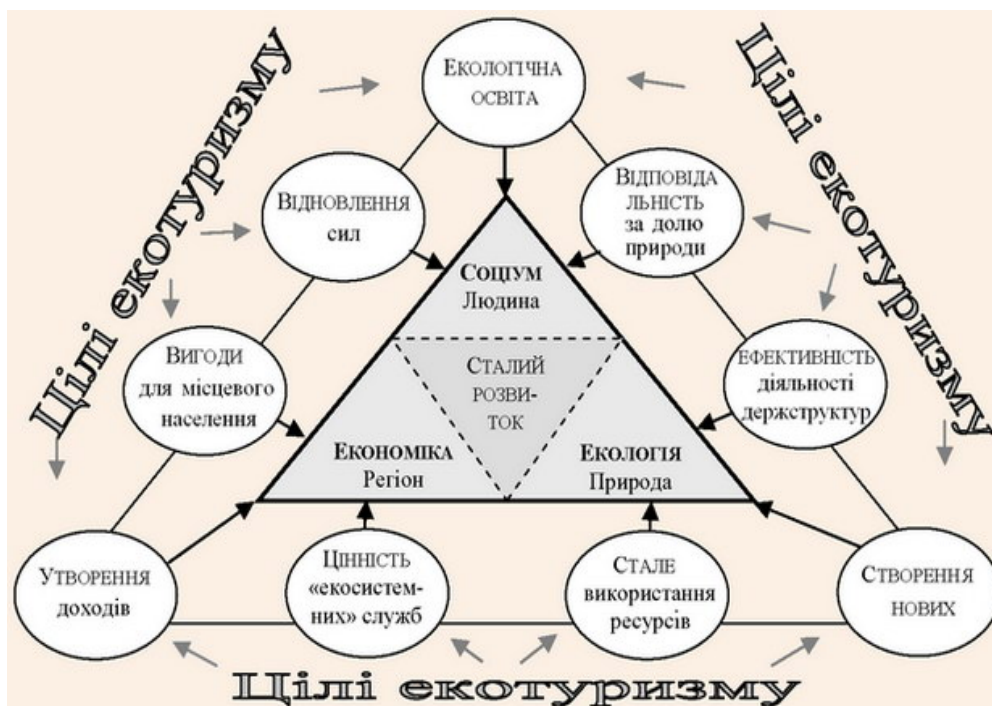 Цілі екотуризму
Цілі екотуризму
ЕКОЛОГІЧНА
ОСВІТА
ВІДНОВЛЕННЯ
сил
ВІДПОВІДА
ЛЬНІСТЬ
за долю
природи
СОЦІУМ
Людина
ВИГОДИ
для місцевого
населення
СТАЛИЙ
РОЗВИ-
ТОК
ЕФЕКТИВНІСТЬ
діяльності
держструктур
ЕКОНОМІКА
Регіон
ЕКОЛОГІЯ
Природа
УТВОРЕННЯ
доходів
ЦІННІСТЬ
«екосистем-
них» служб
СТАЛЕ
використання
ресурсів
СТВОРЕННЯ
НОВИХ
Цілі екотуризму